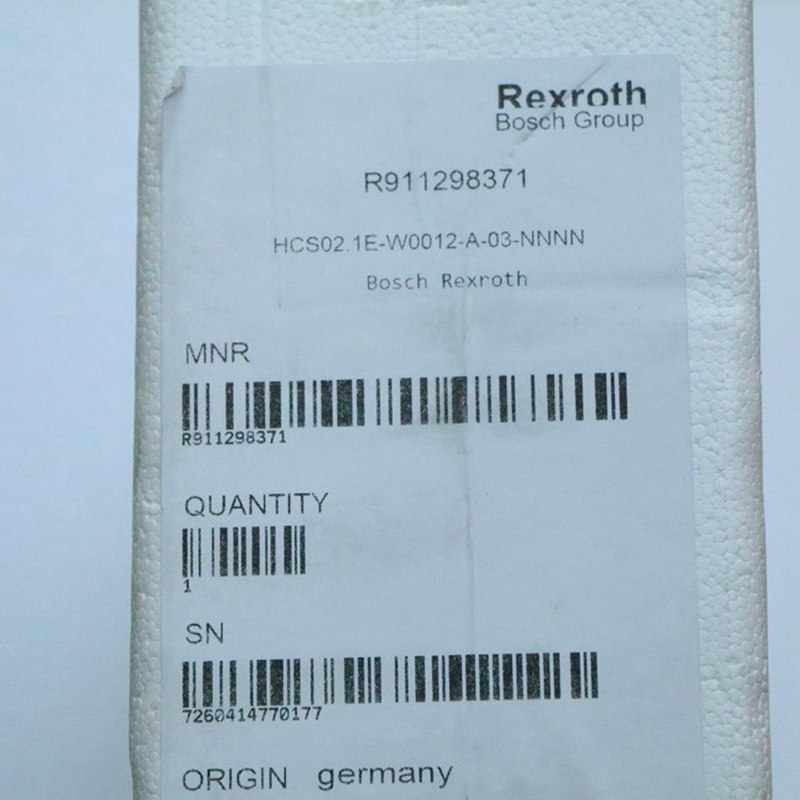 Rexroth
Bosch Group
R911298371
HCS02.1E-W0012-A-03-NNNN
Bosch Rexroth
MNR
R911298371
QUANTITY
1
SN
7260414770177
ORIGIN germany